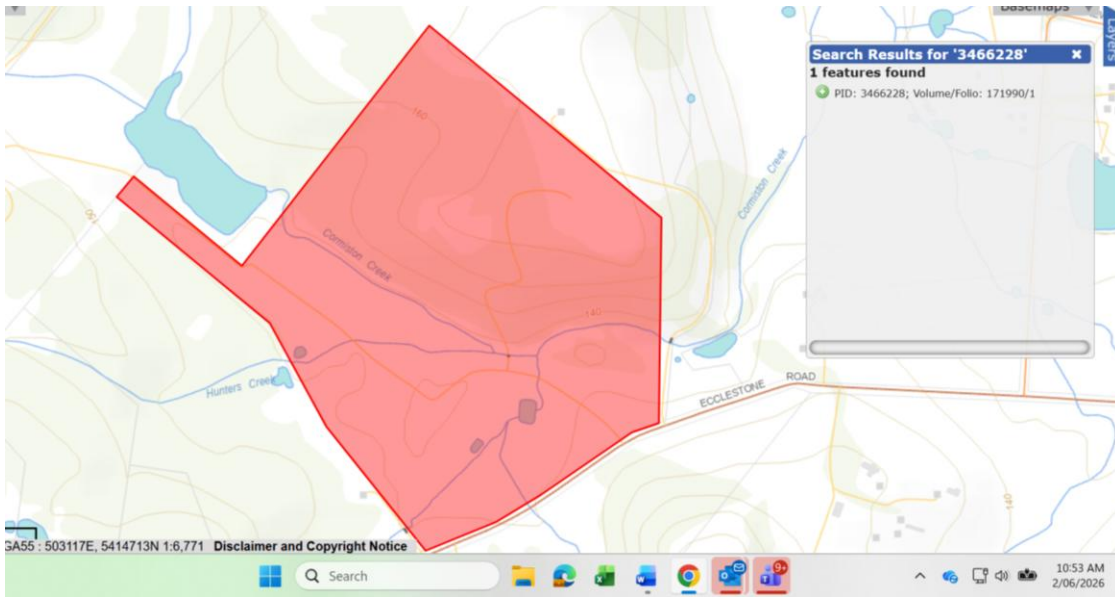 Basemaps
Layers
Search Results for '3466228'
1 features found
PID: 3466228; Volume/Folio: 171990/1
160
160
Cormiston Creek
Cormiston Creek
140
Hunters Creek
ECCLESTONE ROAD
140
GA55 : 503117E, 5414713N 1:6,771 Disclaimer and Copyright Notice
Search
9+
10:53 AM
2/06/2026